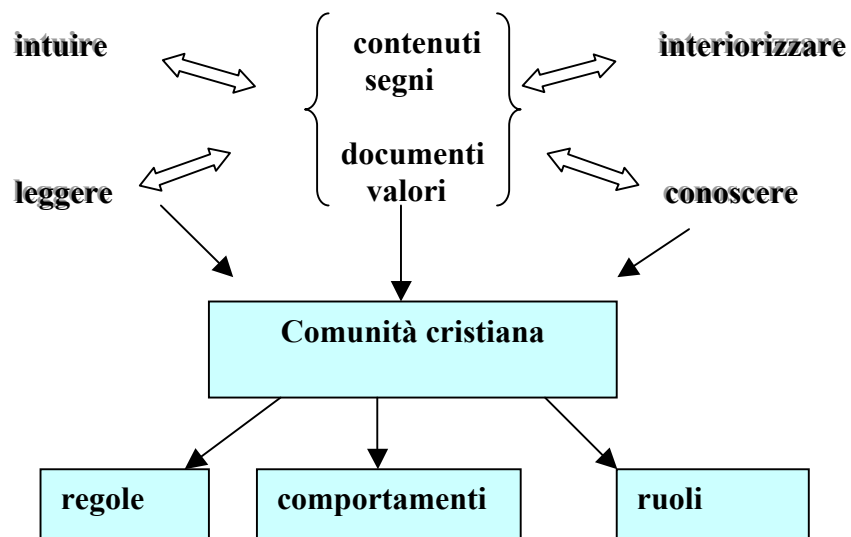 intuire
contenuti
interiorizzare
segni
documenti
leggere
valori
conoscere
Comunità cristiana
regole
comportamenti
ruoli